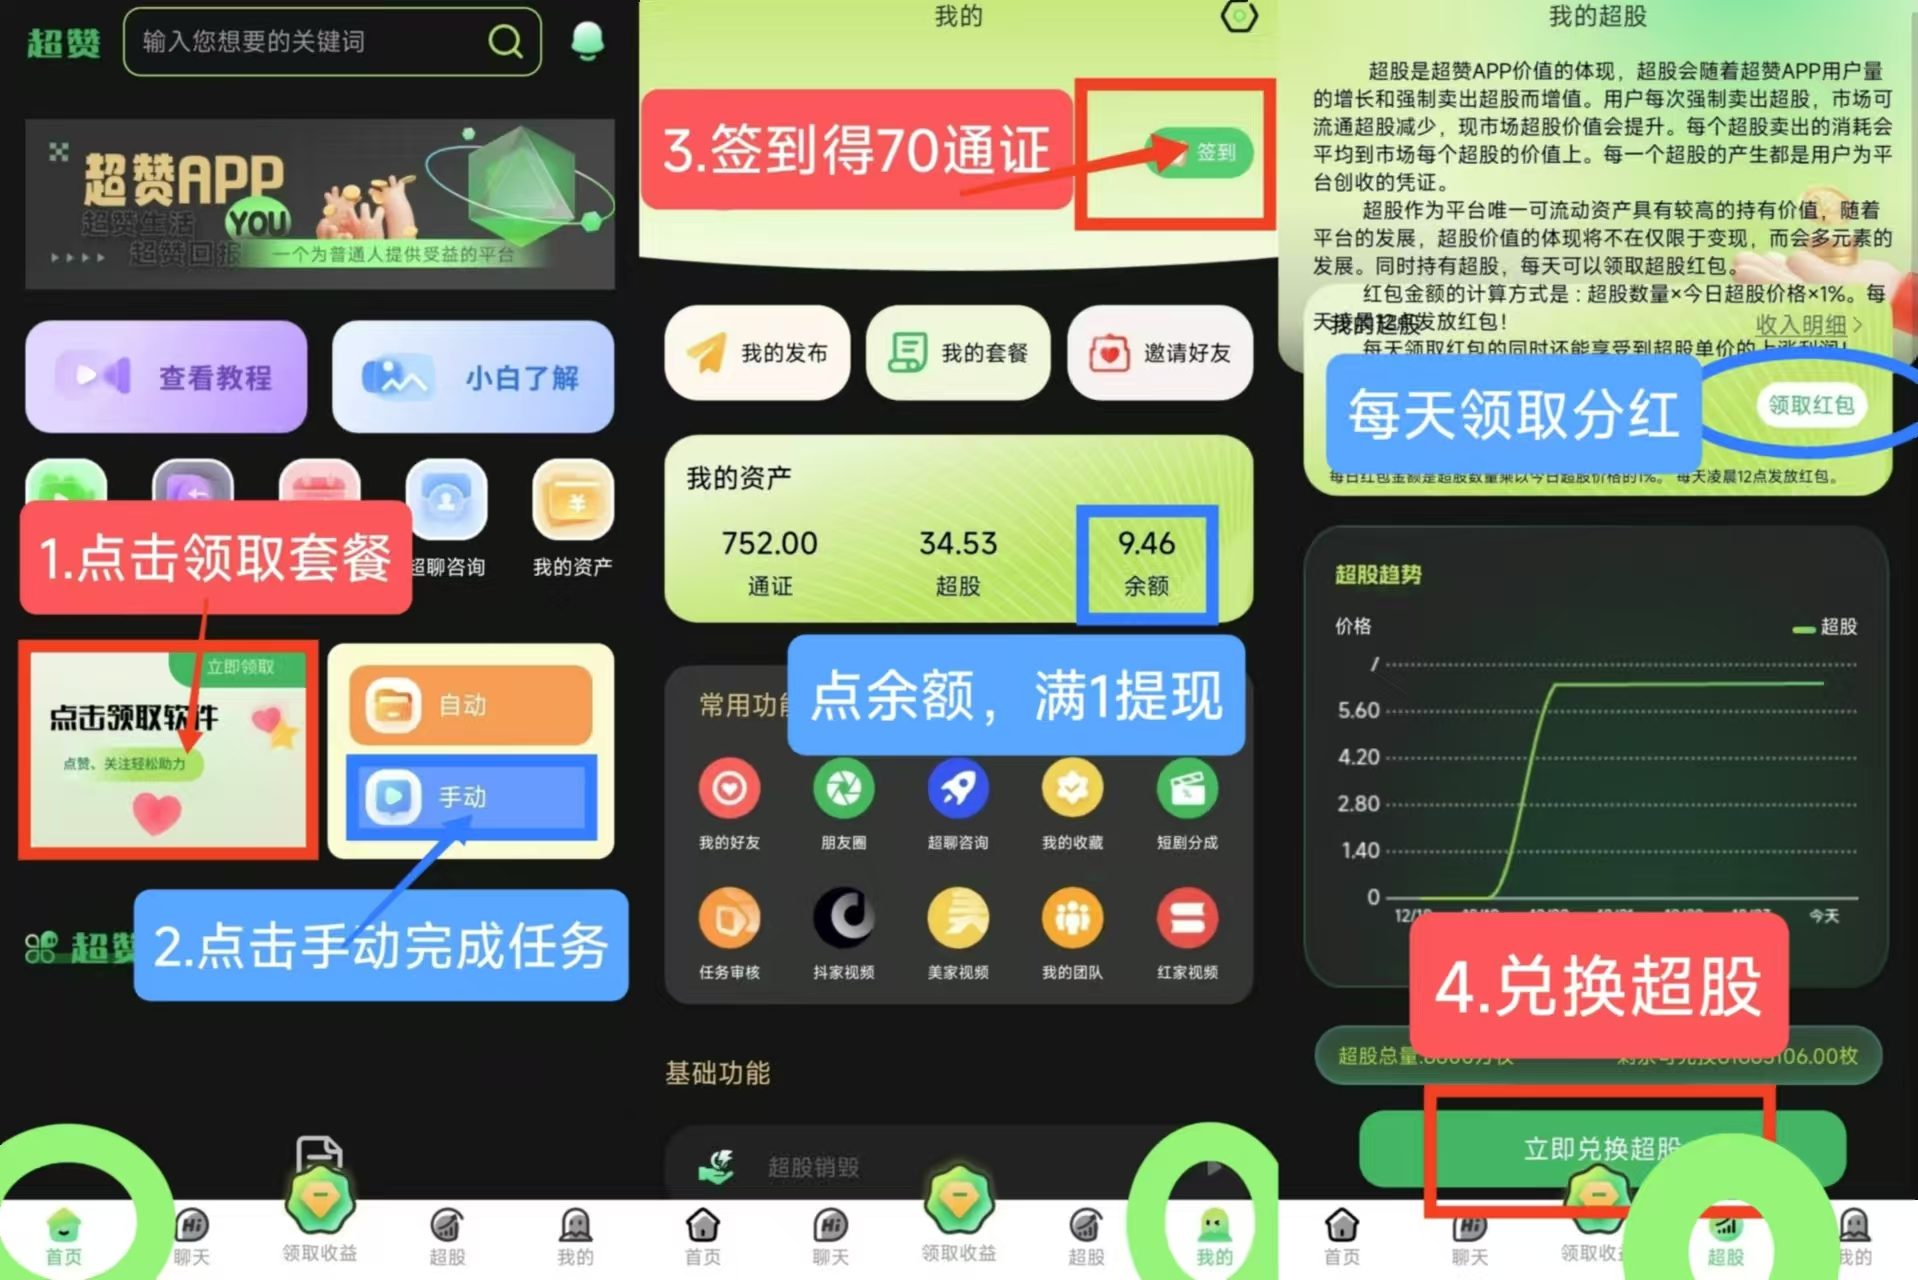 超赞
输入您想要的关键词
超赞APP
超赞生活
YOU
超赞回报
一个为普通人提供受益的平台
查看教程
小白了解
1.点击领取套餐
超聊咨询
我的资产
立即领取
点击领取软件
点赞、关注轻松助力
自动
手动
超赞
2.点击手动完成任务
首页
聊天
领取收益
超股
我的
我的
3.签到得70通证
签到
我的发布
我的套餐
邀请好友
我的资产
752.00
34.53
9.46
通证
超股
余额
点余额，满1提现
常用功能
我的好友
朋友圈
超聊咨询
我的收藏
短剧分成
任务审核
抖家视频
美家视频
我的团队
红家视频
基础功能
超股销毁
首页
聊天
领取收益
超股
我的
我的超股
超股是超赞APP价值的体现，超股会随着超赞APP用户量
的增长和强制卖出超股而增值。用户每次强制卖出超股，市场可
流通超股减少，现市场超股价值会提升。每个超股卖出的消耗会
平均到市场每个超股的价值上。每一个超股的产生都是用户为平
台创收的凭证。
超股作为平台唯一可流动资产具有较高的持有价值，随着
平台的发展，超股价值的体现将不在仅限于变现，而会多元素的
发展。同时持有超股，每天可以领取超股红包。
红包金额的计算方式是：超股数量×今日超股价格×1%。每
天凌晨12点发放红包！
我的超股
收入明细
每天领取红包的同时还能享受到超股单价的上涨利润！
每天领取分红
领取红包
每日红包金额是超股数量乘以今日超股价格的1%。 每天凌晨12点发放红包。
超股趋势
价格
超股
7
5.60
4.20
2.80
1.40
0
今天
4.兑换超股
超股总量:
106.00枚
立即兑换超股
首页
聊天
领取收益
超股
我的